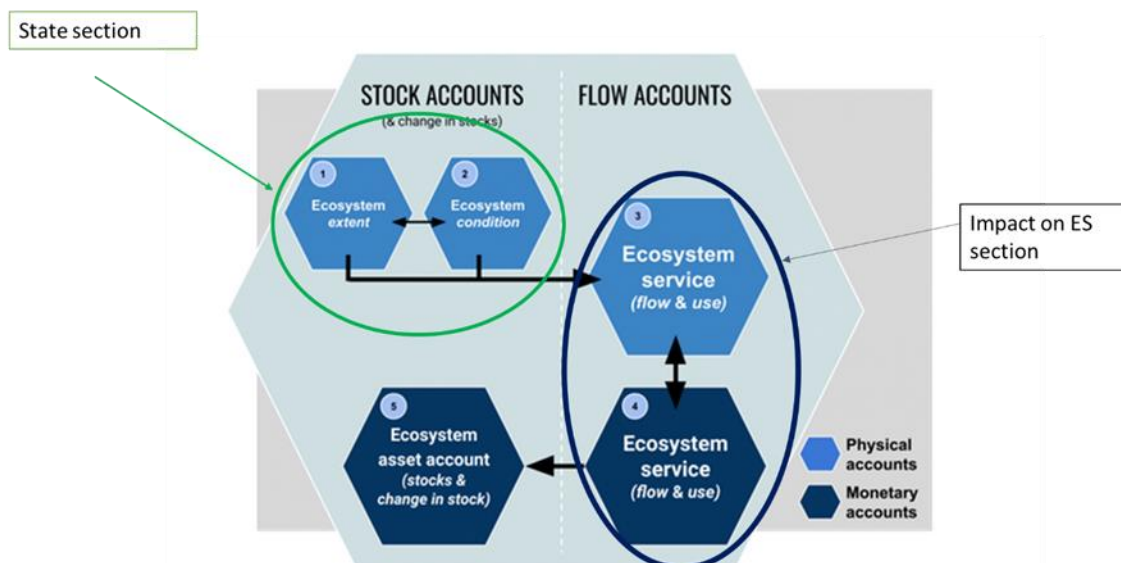 State section
STOCK ACCOUNTS
(& change in stocks)
FLOW ACCOUNTS
1
Ecosystem
extent
2
Ecosystem
condition
3
Ecosystem
service
(flow & use)
Impact on ES
section
5
Ecosystem
asset account
(stocks &
change in stock)
4
Ecosystem
service
(flow & use)
Physical
accounts
Monetary
accounts